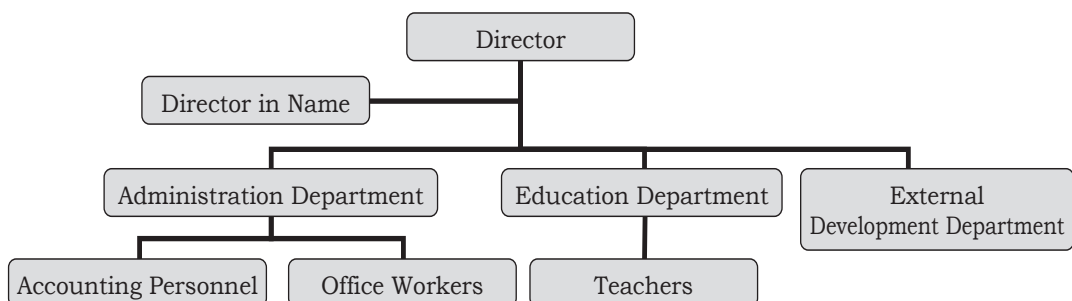 Director
Director in Name
Administration Department
Education Department
External
Development Department
Accounting Personnel
Office Workers
Teachers